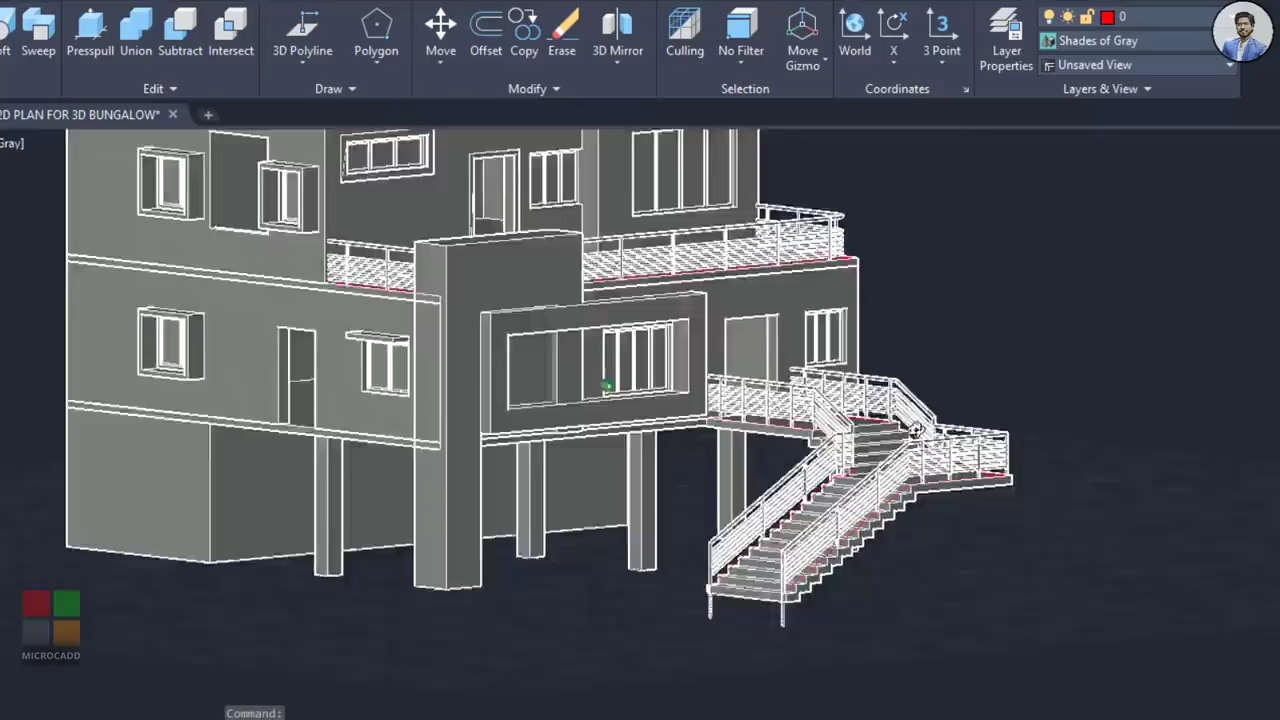 Sweep
Presspull Union Subtract Intersect
3D Polyline Polygon
Move Offset Copy Erase 3D Mirror
Culling No Filter Move Gizmo
World X 3 Point
Layer Properties
0
Shades of Gray
Unsaved View
Edit Draw Modify Selection Coordinates Layers & View
2D PLAN FOR 3D BUNGALOW*
Gray]
MICROCADD
Command: